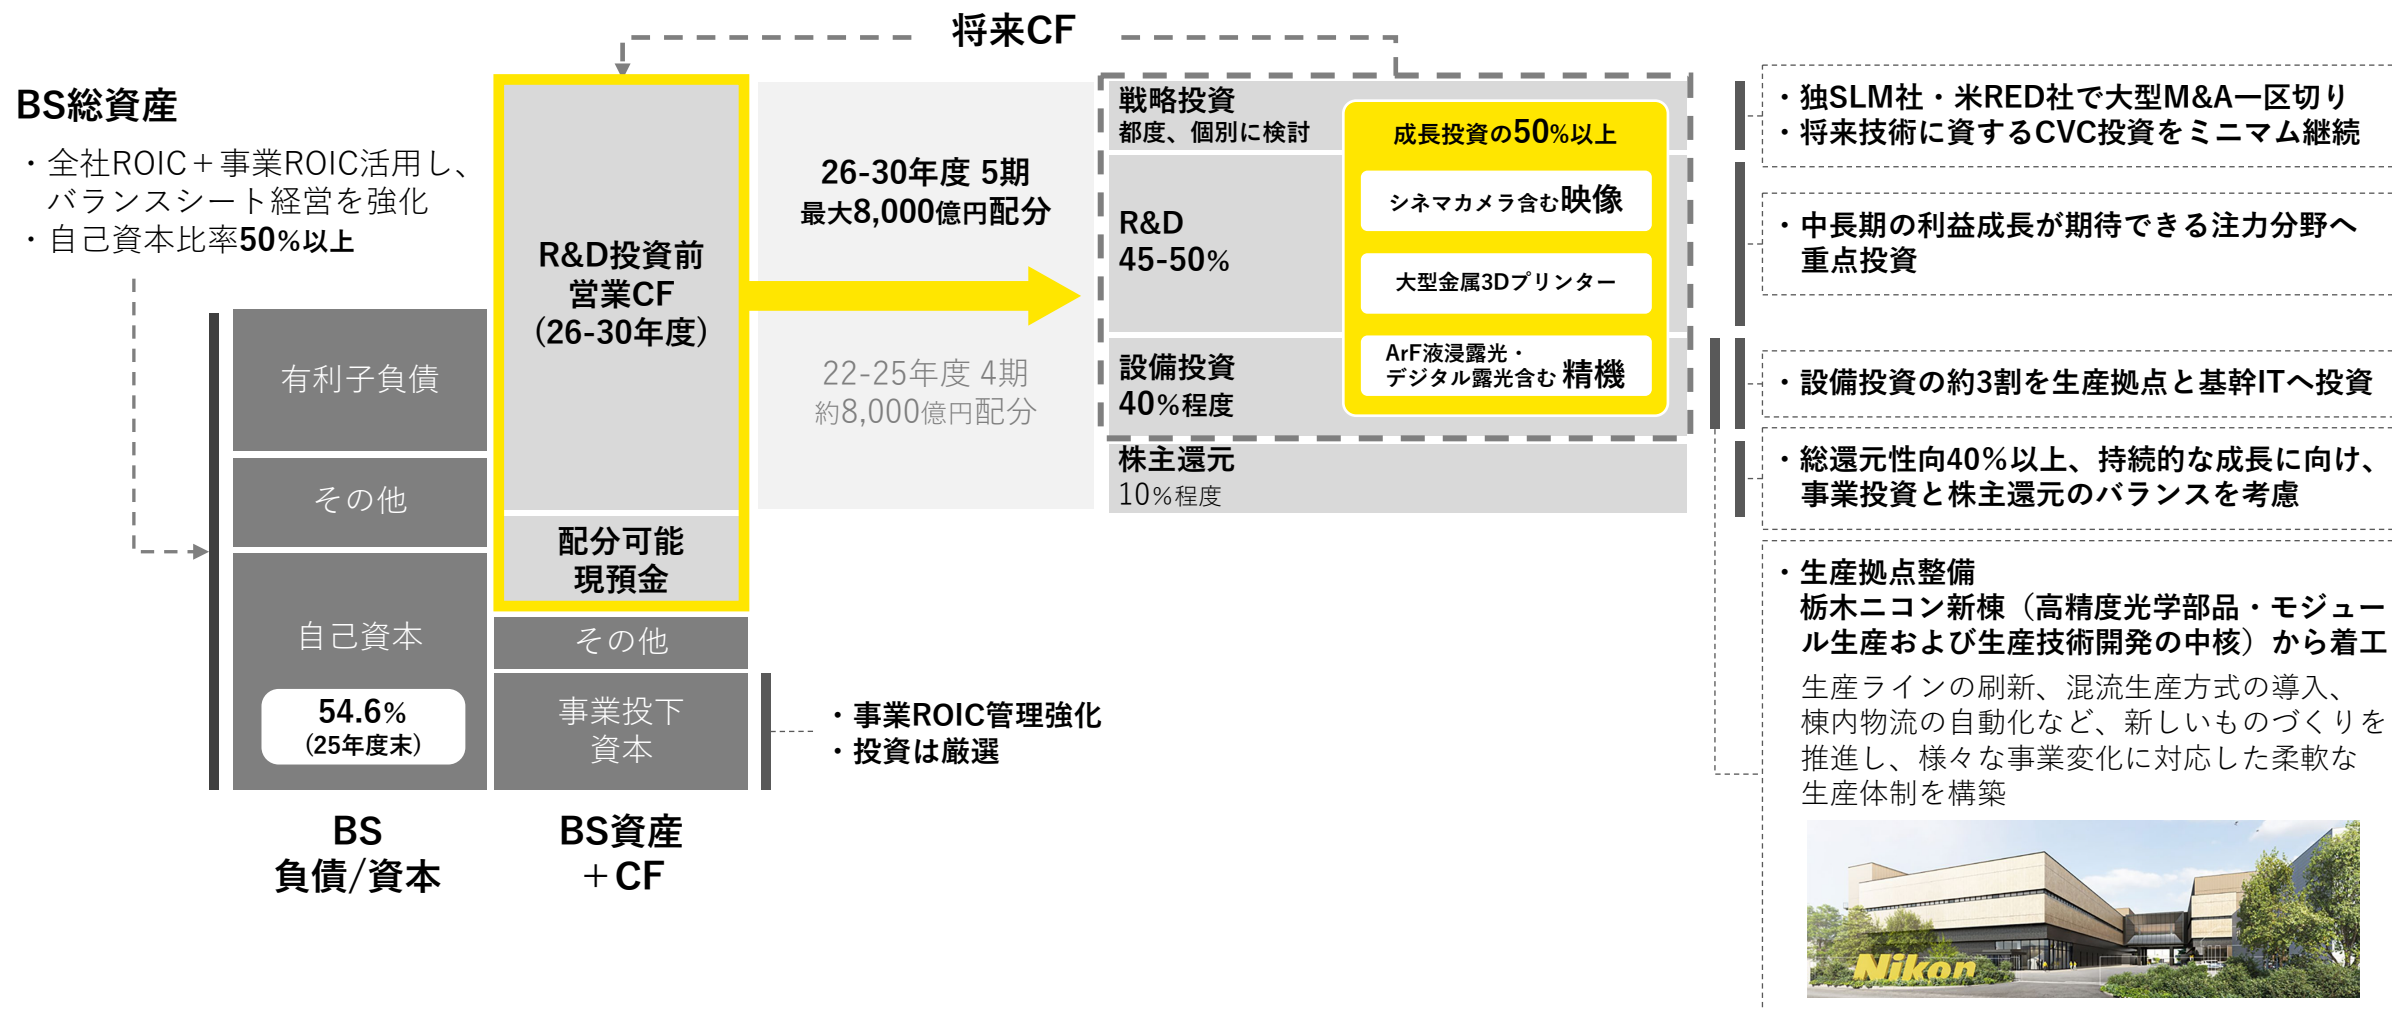 将来CF
BS総資産
・全社ROIC＋事業ROIC活用し、
バランスシート経営を強化
・自己資本比率50%以上
有利子負債
その他
自己資本
54.6%
(25年度末)
BS
負債/資本
R&D投資前
営業CF
(26-30年度)
配分可能
現預金
その他
事業投下
資本
BS資産
＋CF
・事業ROIC管理強化
・投資は厳選
26-30年度 5期
最大8,000億円配分
22-25年度 4期
約8,000億円配分
戦略投資
都度、個別に検討
R&D
45-50%
設備投資
40%程度
株主還元
10%程度
成長投資の50%以上
シネマカメラ含む映像
大型金属3Dプリンター
ArF液浸露光・
デジタル露光含む 精機
・独SLM社・米RED社で大型M&A一区切り
・将来技術に資するCVC投資をミニマム継続
・中長期の利益成長が期待できる注力分野へ
重点投資
・設備投資の約3割を生産拠点と基幹ITへ投資
・総還元性向40％以上、持続的な成長に向け、
事業投資と株主還元のバランスを考慮
・生産拠点整備
栃木ニコン新棟（高精度光学部品・モジュー
ル生産および生産技術開発の中核）から着工
生産ラインの刷新、混流生産方式の導入、
棟内物流の自動化など、新しいものづくりを
推進し、様々な事業変化に対応した柔軟な
生産体制を構築
Nikon